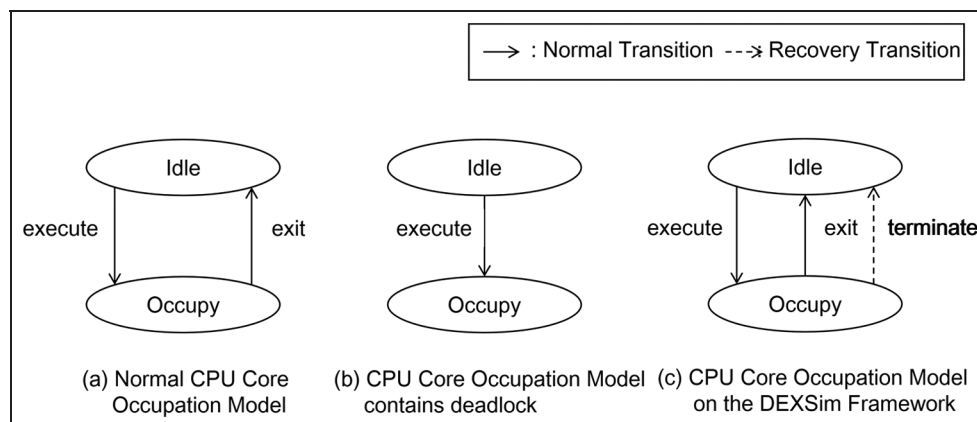 : Normal Transition : Recovery Transition
Idle
execute
exit
Occupy
(a) Normal CPU Core
Occupation Model
Idle
execute
Occupy
(b) CPU Core Occupation Model
contains deadlock
Idle
execute
exit
terminate
Occupy
(c) CPU Core Occupation Model
on the DEXSim Framework